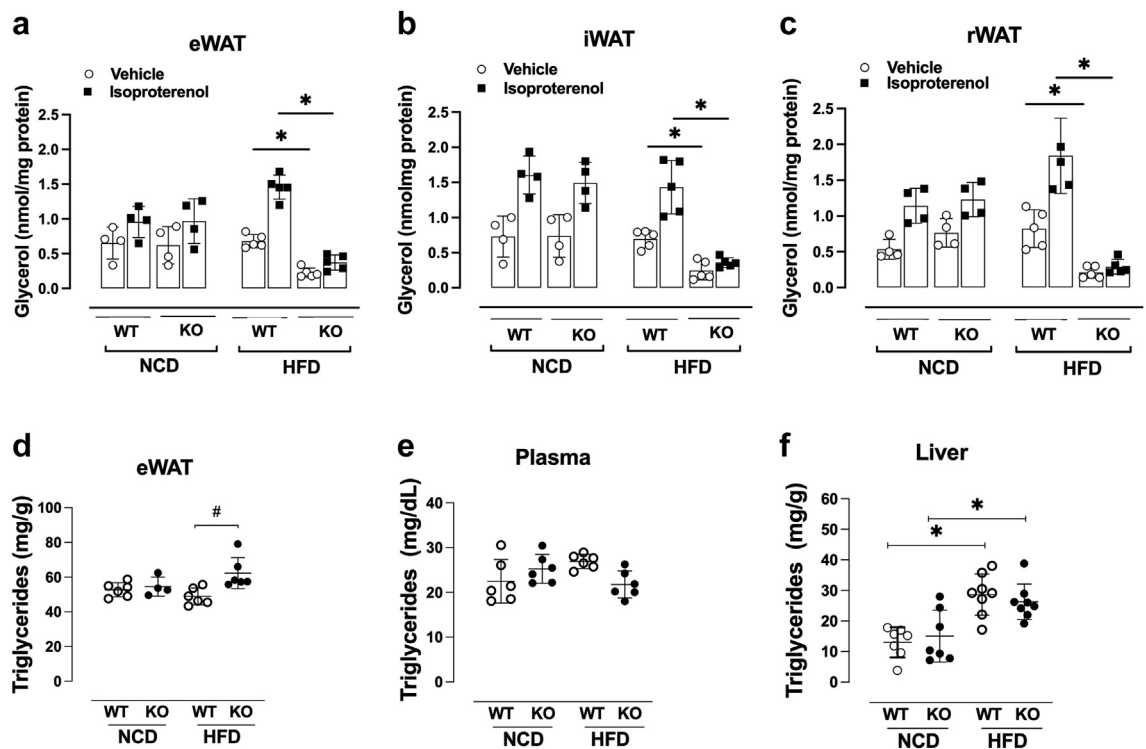 a
eWAT
Vehicle
Isoproterenol
Glycerol (nmol/mg protein)
2.5
2.0
1.5
1.0
0.5
0.0
*
*
WT KO WT KO
NCD HFD
b
iWAT
Vehicle
Isoproterenol
Glycerol (nmol/mg protein)
2.5
2.0
1.5
1.0
0.5
0.0
*
*
WT KO WT KO
NCD HFD
c
rWAT
Vehicle
Isoproterenol
Glycerol (nmol/mg protein)
2.5
2.0
1.5
1.0
0.5
0.0
*
*
WT KO WT KO
NCD HFD
d
eWAT
Triglycerides (mg/g)
100
80
60
40
20
0
#
WT KO WT KO
NCD HFD
e
Plasma
Triglycerides (mg/dL)
40
30
20
10
0
WT KO WT KO
NCD HFD
f
Liver
Triglycerides (mg/g)
60
50
40
30
20
10
0
*
*
WT KO WT KO
NCD HFD